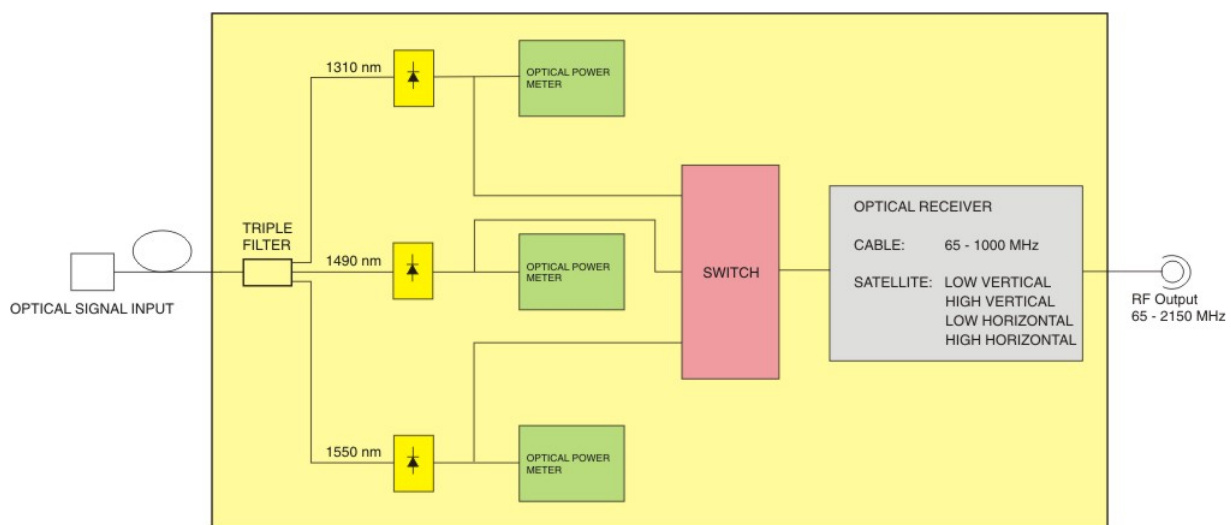 1310 nm
OPTICAL POWER
METER
TRIPLE
FILTER
1490 nm
OPTICAL POWER
METER
1550 nm
OPTICAL POWER
METER
OPTICAL SIGNAL INPUT
SWITCH
OPTICAL RECEIVER
CABLE: 65 - 1000 MHz
SATELLITE: LOW VERTICAL
HIGH VERTICAL
LOW HORIZONTAL
HIGH HORIZONTAL
RF Output
65 - 2150 MHz